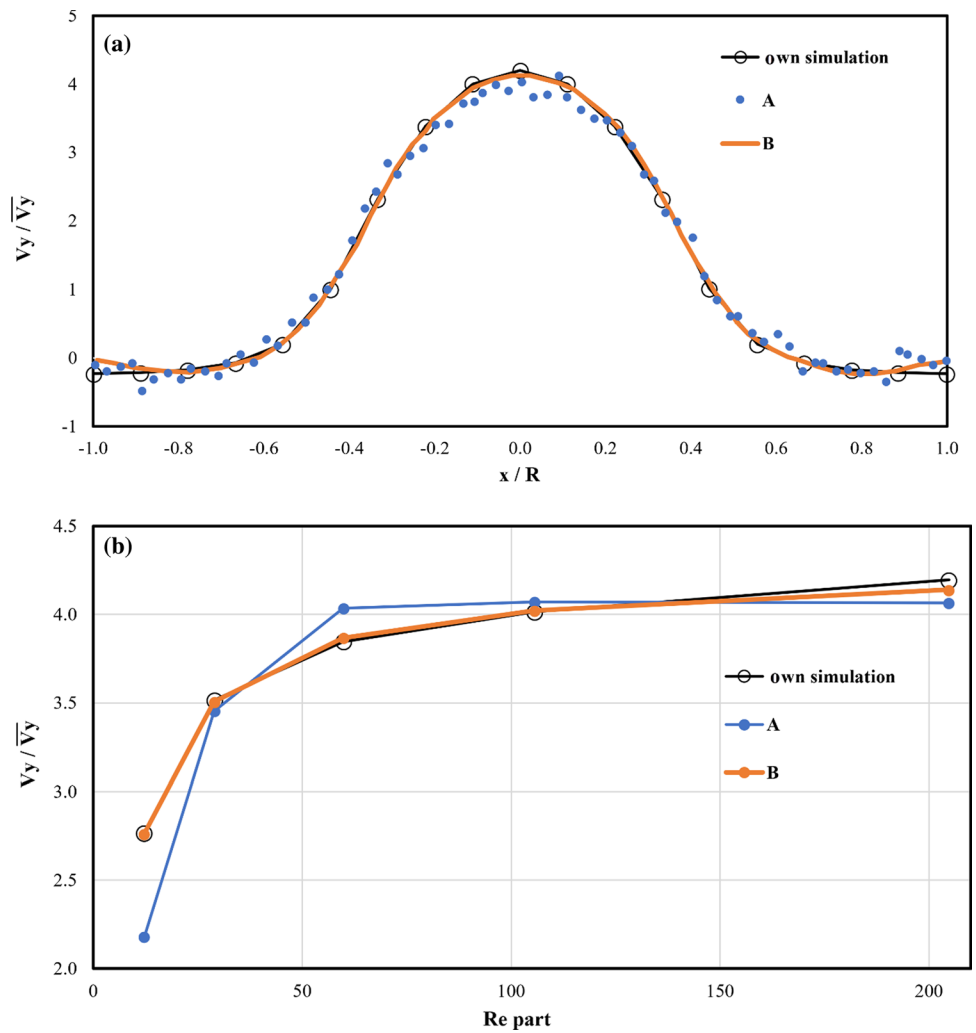 5
(a)
own simulation
4
A
3
B
Vy / V̅y̅
2
1
0
-1
-1.0 -0.8 -0.6 -0.4 -0.2 0.0 0.2 0.4 0.6 0.8 1.0
x / R
4.5
(b)
4.0
own simulation
3.5
A
Vy / V̅y̅
B
3.0
2.5
2.0
0 50 100 150 200
Re part